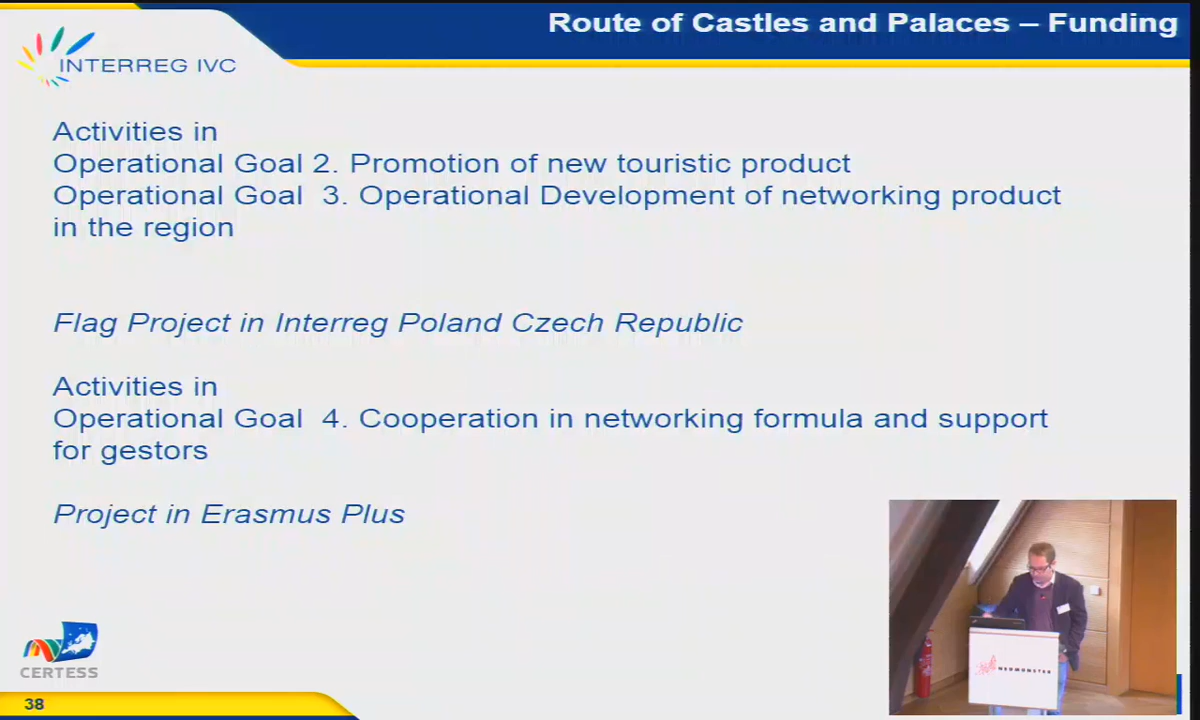 Route of Castles and Palaces – Funding
INTERREG IVC
Activities in
Operational Goal 2. Promotion of new touristic product
Operational Goal 3. Operational Development of networking product
in the region
Flag Project in Interreg Poland Czech Republic
Activities in
Operational Goal 4. Cooperation in networking formula and support
for gestors
Project in Erasmus Plus
NEUMÜNSTER
CERTESS
38